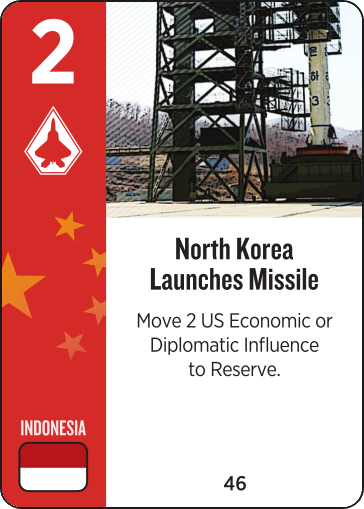 2
North Korea
Launches Missile
Move 2 US Economic or
Diplomatic Influence
to Reserve.
INDONESIA
46